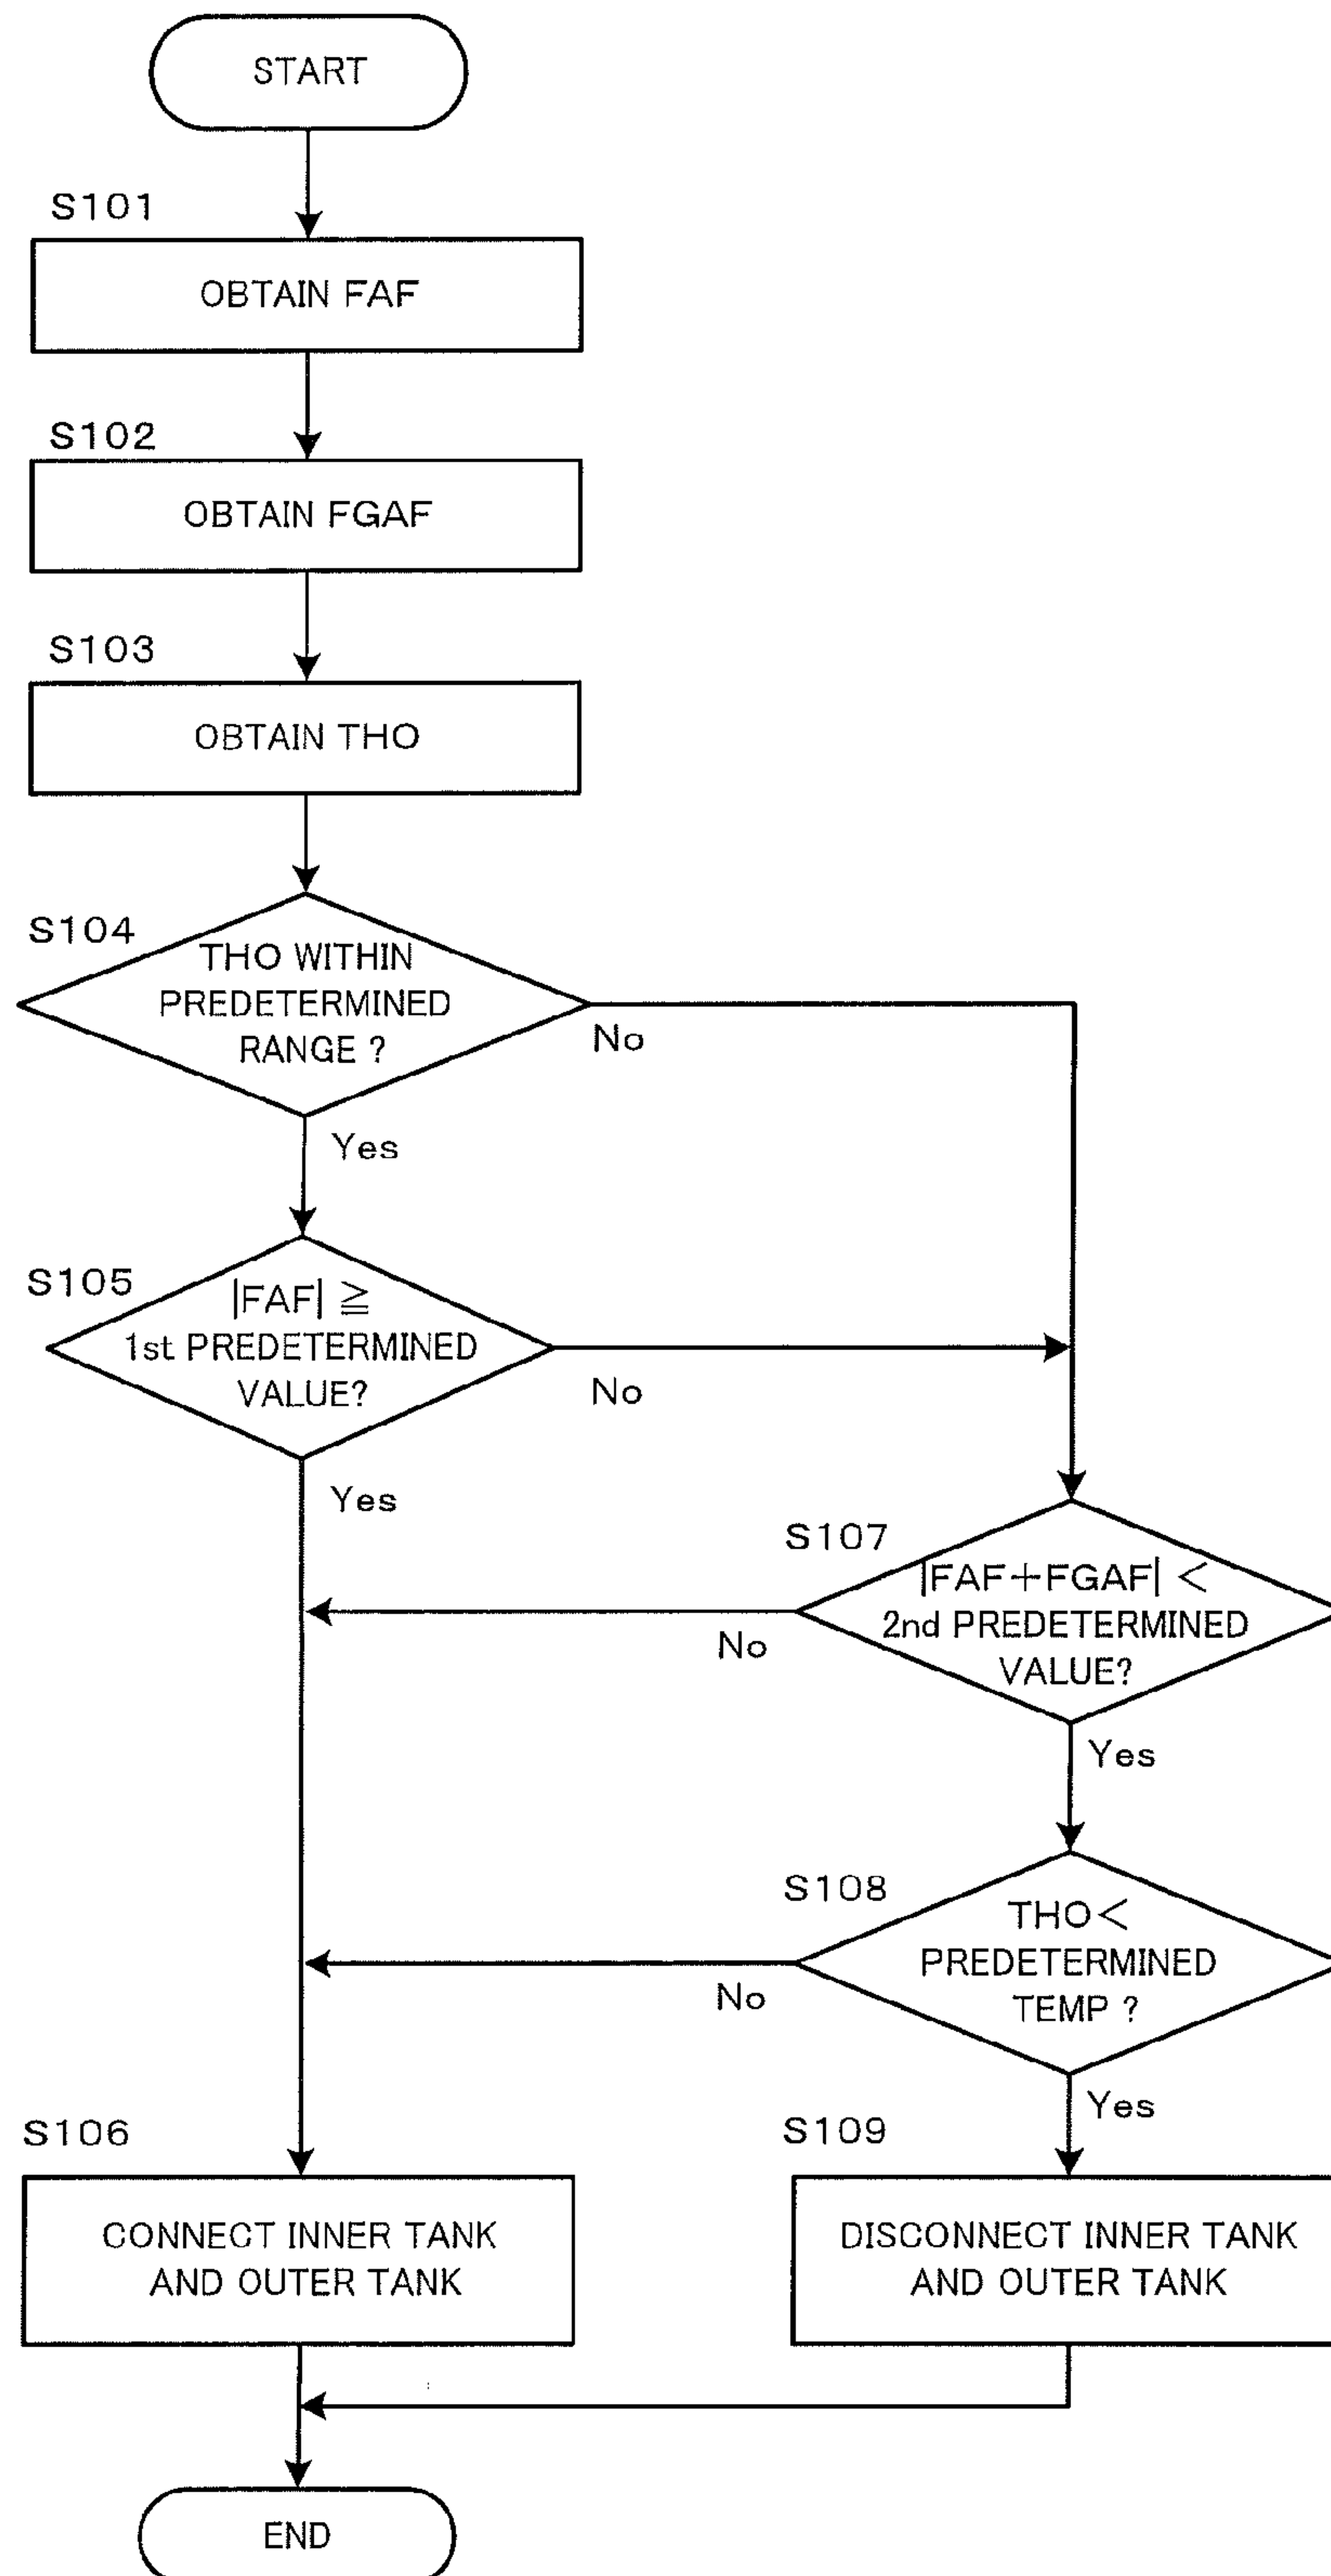 START
S101
OBTAIN FAF
S102
OBTAIN FGAF
S103
OBTAIN THO
S104
THO WITHIN
PREDETERMINED
RANGE ?
No
Yes
S105
|FAF| ≧
1st PREDETERMINED
VALUE?
No
Yes
S107
|FAF+FGAF| <
2nd PREDETERMINED
VALUE?
No
Yes
S108
THO<
PREDETERMINED
TEMP ?
No
Yes
S106
CONNECT INNER TANK
AND OUTER TANK
S109
DISCONNECT INNER TANK
AND OUTER TANK
END